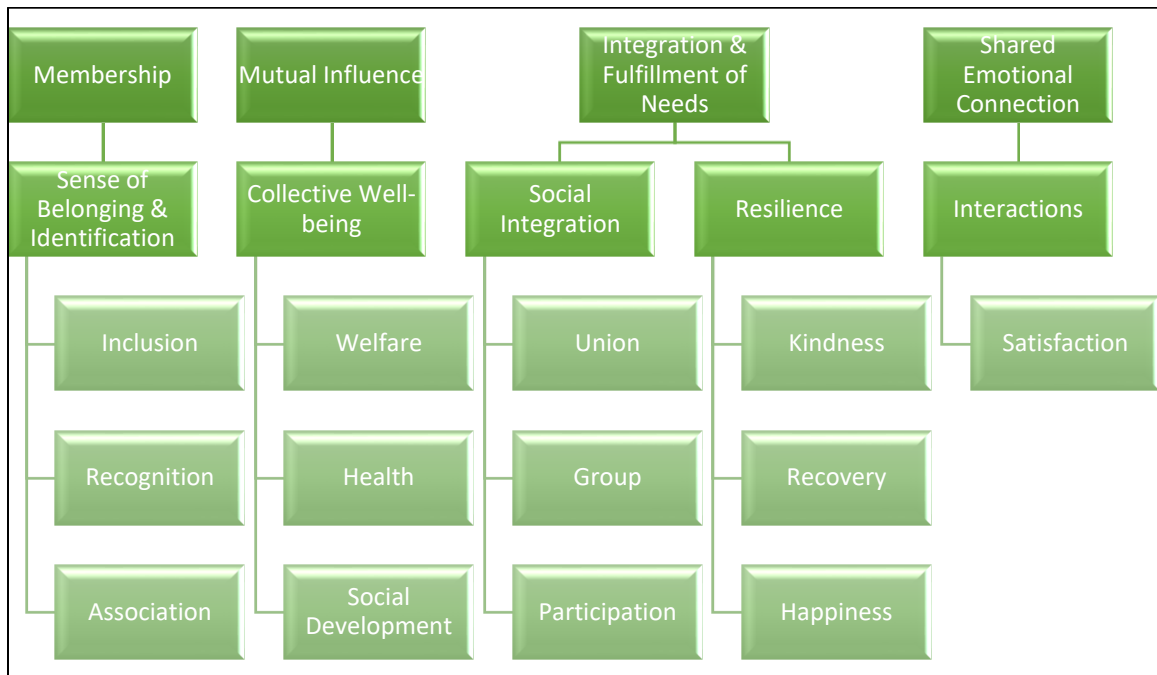 Membership
Mutual Influence
Integration &
Fulfillment of
Needs
Shared
Emotional
Connection
Sense of
Belonging &
Identification
Collective Well-
being
Social
Integration
Resilience
Interactions
Inclusion
Welfare
Union
Kindness
Satisfaction
Recognition
Health
Group
Recovery
Association
Social
Development
Participation
Happiness